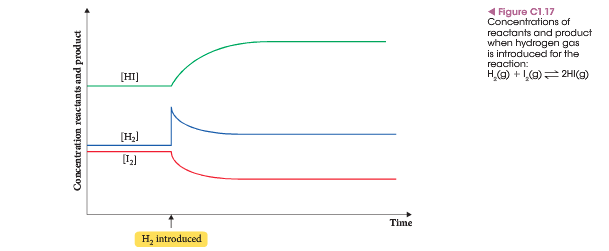 ◀ Figure C1.17
Concentrations of
reactants and product
when hydrogen gas
is introduced for the
reaction:
H₂(g) + I₂(g) ⇌ 2HI(g)
Concentration reactants and product
[HI]
[H₂]
[I₂]
Time
H₂ introduced